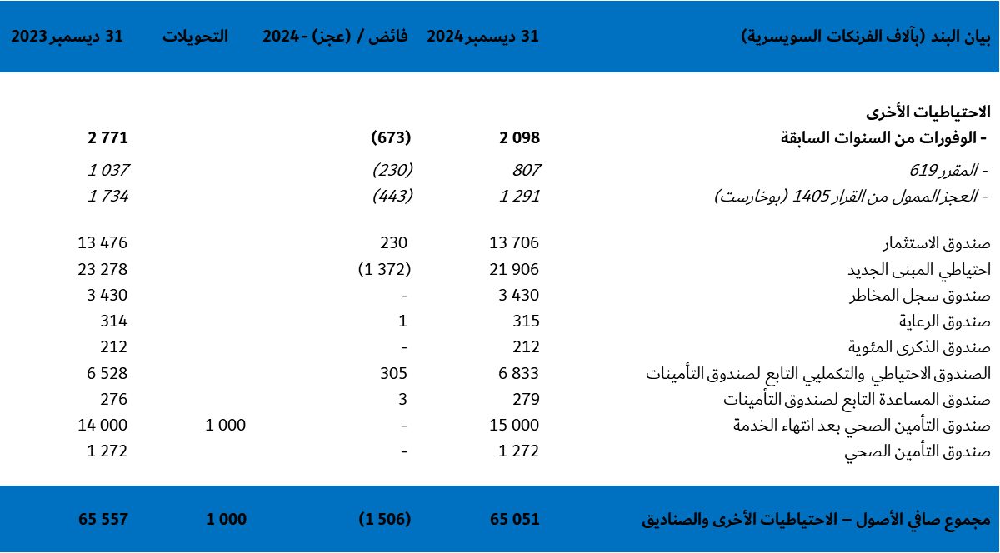 بيان البند (بآلاف الفرنكات السويسرية) 31 ديسمبر 2024 فائض / (عجز) - 2024 التحويلات 31 ديسمبر 2023
الاحتياطيات الأخرى
- الوفورات من السنوات السابقة 2 098 (673) 2 771
- المقرر 619 807 (230) 1 037
- العجز الممول من القرار 1405 (بوخارست) 1 291 (443) 1 734
صندوق الاستثمار 13 706 230 13 476
احتياطي المبنى الجديد 21 906 (1 372) 23 278
صندوق سجل المخاطر 3 430 - 3 430
صندوق الرعاية 315 1 314
صندوق الذكرى المئوية 212 - 212
الصندوق الاحتياطي والتكمليي التابع لصندوق التأمينات 6 833 305 6 528
صندوق المساعدة التابع لصندوق التأمينات 279 3 276
صندوق التأمين الصحي بعد انتهاء الخدمة 15 000 - 1 000 14 000
صندوق التأمين الصحي 1 272 - 1 272
مجموع صافي الأصول – الاحتياطيات الأخرى والصناديق 65 051 (1 506) 1 000 65 557